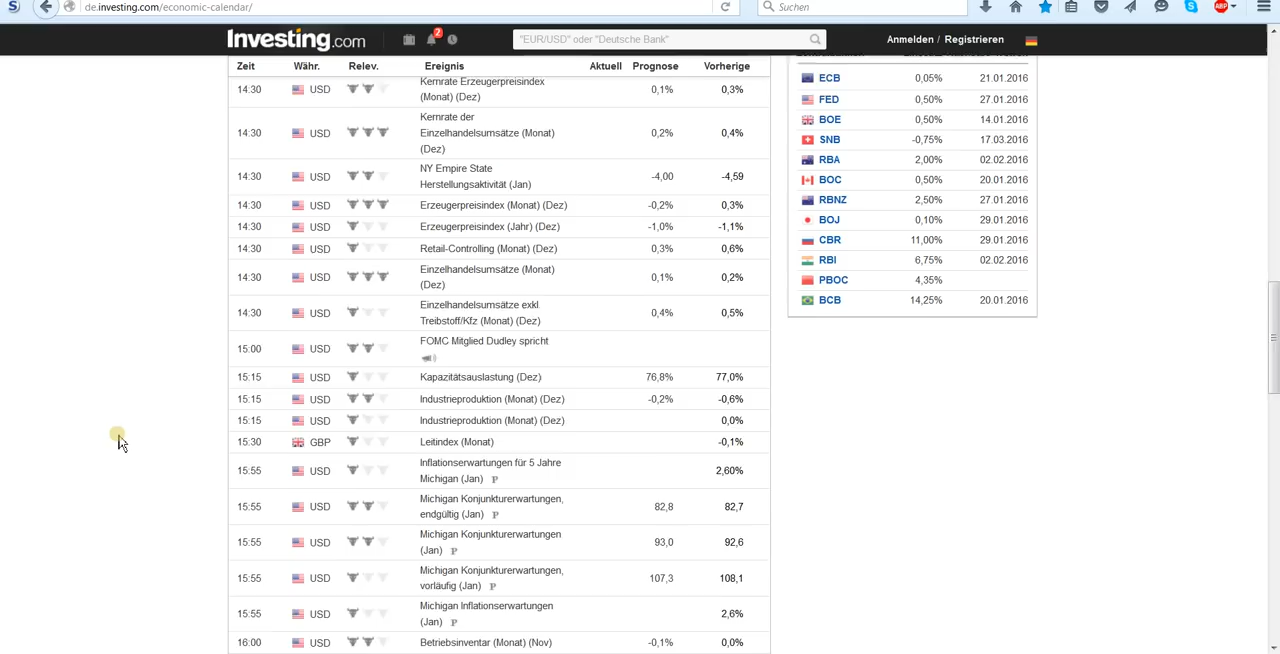 de.investing.com/economic-calendar/
Suchen
ABP
Investing.com
2
"EUR/USD" oder "Deutsche Bank"
Anmelden / Registrieren
Zeit Währ. Relev. Ereignis Aktuell Prognose Vorherige
14:30 USD Kernrate Erzeugerpreisindex
(Monat) (Dez) 0,1% 0,3%
14:30 USD Kernrate der
Einzelhandelsumsätze (Monat)
(Dez) 0,2% 0,4%
14:30 USD NY Empire State
Herstellungsaktivität (Jan) -4,00 -4,59
14:30 USD Erzeugerpreisindex (Monat) (Dez) -0,2% 0,3%
14:30 USD Erzeugerpreisindex (Jahr) (Dez) -1,0% -1,1%
14:30 USD Retail-Controlling (Monat) (Dez) 0,3% 0,6%
14:30 USD Einzelhandelsumsätze (Monat)
(Dez) 0,1% 0,2%
14:30 USD Einzelhandelsumsätze exkl.
Treibstoff/Kfz (Monat) (Dez) 0,4% 0,5%
15:00 USD FOMC Mitglied Dudley spricht
15:15 USD Kapazitätsauslastung (Dez) 76,8% 77,0%
15:15 USD Industrieproduktion (Monat) (Dez) -0,2% -0,6%
15:15 USD Industrieproduktion (Monat) (Dez) 0,0%
15:30 GBP Leitindex (Monat) -0,1%
15:55 USD Inflationserwartungen für 5 Jahre
Michigan (Jan) P 2,60%
15:55 USD Michigan Konjunkturerwartungen,
endgültig (Jan) P 82,8 82,7
15:55 USD Michigan Konjunkturerwartungen
(Jan) P 93,0 92,6
15:55 USD Michigan Konjunkturerwartungen,
vorläufig (Jan) P 107,3 108,1
15:55 USD Michigan Inflationserwartungen
(Jan) P 2,6%
16:00 USD Betriebsinventar (Monat) (Nov) -0,1% 0,0%
ECB 0,05% 21.01.2016
FED 0,50% 27.01.2016
BOE 0,50% 14.01.2016
SNB -0,75% 17.03.2016
RBA 2,00% 02.02.2016
BOC 0,50% 20.01.2016
RBNZ 2,50% 27.01.2016
BOJ 0,10% 29.01.2016
CBR 11,00% 29.01.2016
RBI 6,75% 02.02.2016
PBOC 4,35%
BCB 14,25% 20.01.2016